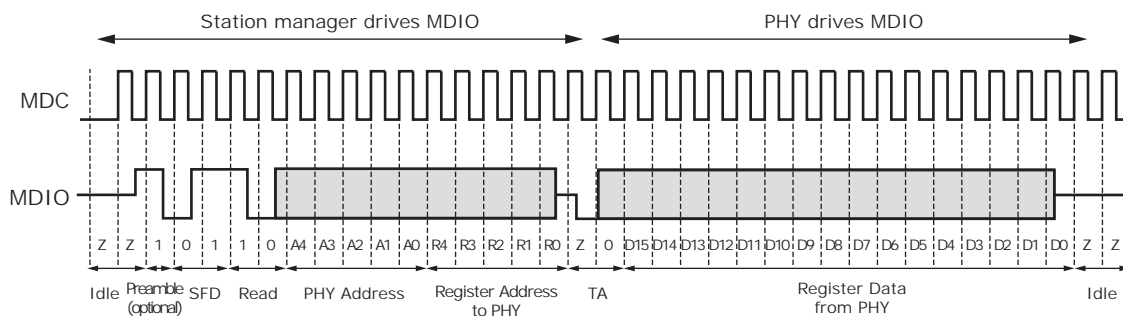 Station manager drives MDIO PHY drives MDIO
MDC
MDIO
Z Z 1 0 1 1 0 A4 A3 A2 A1 A0 R4 R3 R2 R1 R0 Z 0 D15 D14 D13 D12 D11 D10 D9 D8 D7 D6 D5 D4 D3 D2 D1 D0 Z Z
Idle Preamble (optional) SFD Read PHY Address Register Address to PHY TA Register Data from PHY Idle